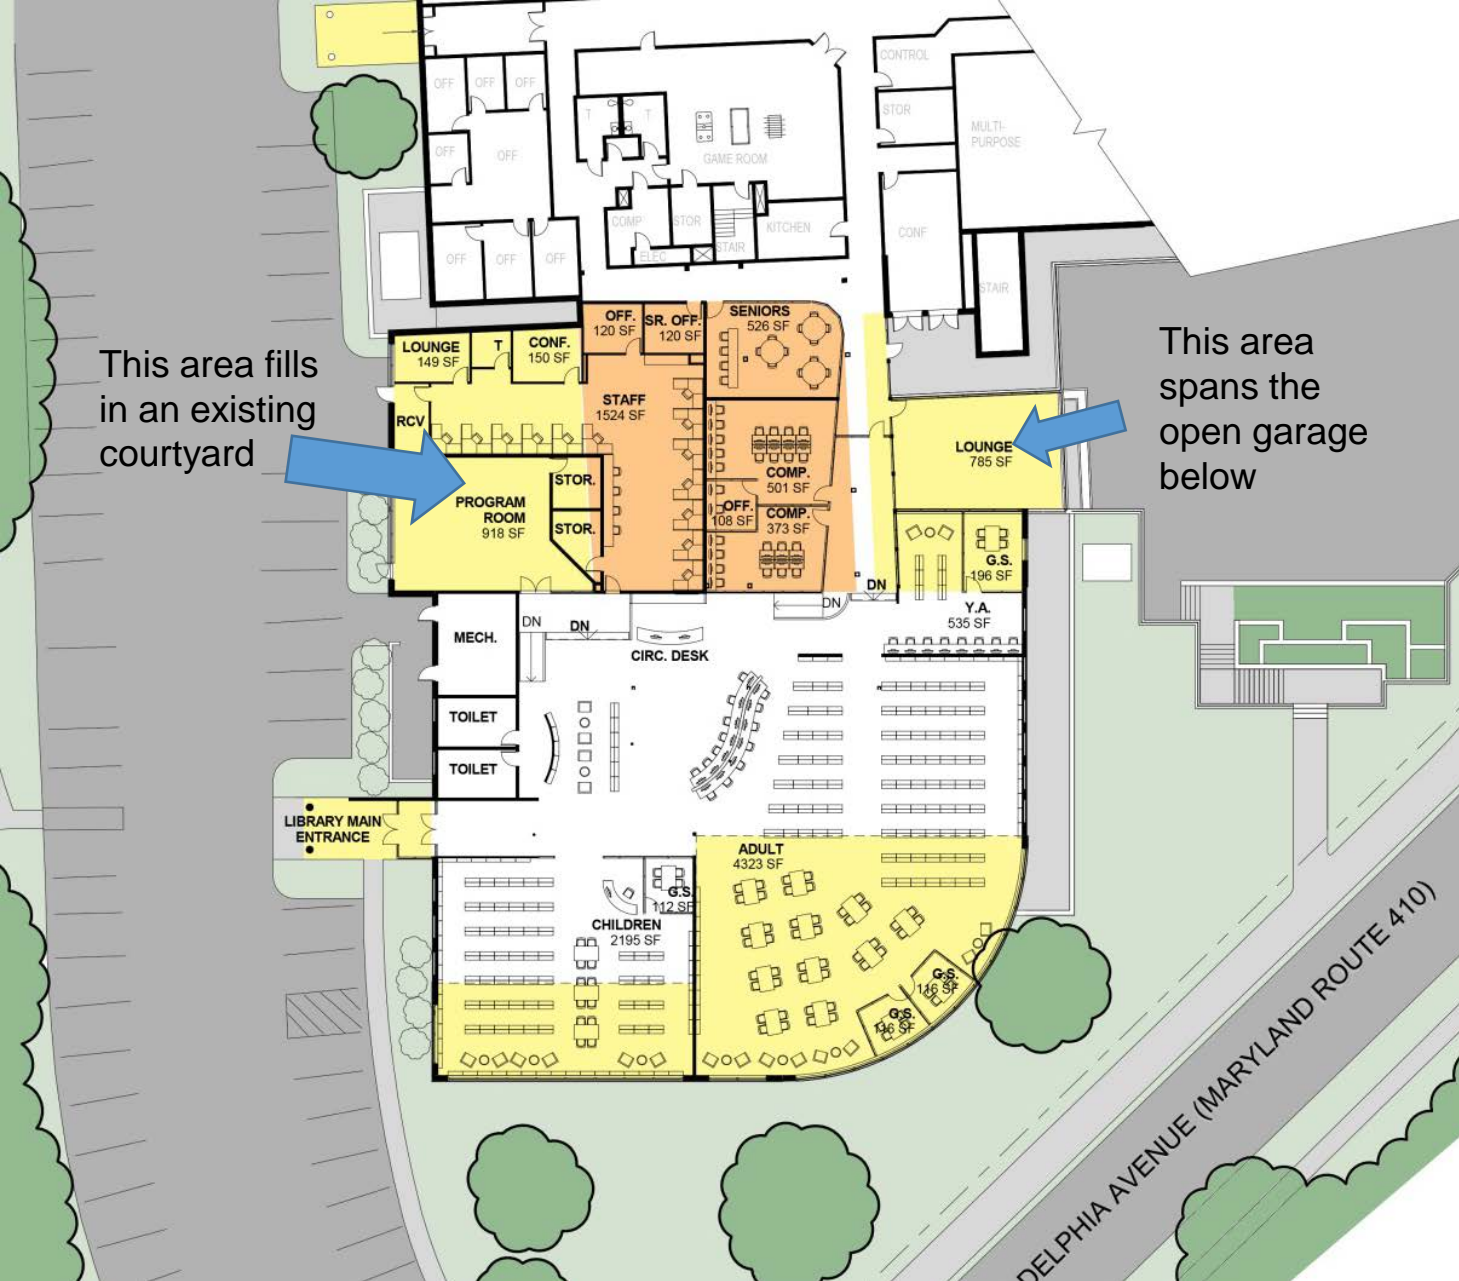 OFF
OFF
OFF
OFF
OFF
OFF
OFF
OFF
T
T
GAME ROOM
COMP
STOR
STAIR
ELEC
KITCHEN
CONTROL
STOR
MULTI-
PURPOSE
CONF
STAIR
This area fills
in an existing
courtyard
This area
spans the
open garage
below
LOUNGE
149 SF
T
CONF.
150 SF
OFF.
120 SF
SR. OFF.
120 SF
SENIORS
526 SF
RCV
STAFF
1524 SF
LOUNGE
785 SF
COMP.
501 SF
STOR.
PROGRAM
ROOM
918 SF
STOR.
OFF.
108 SF
COMP.
373 SF
G.S.
196 SF
DN
DN
Y.A.
535 SF
MECH.
DN
DN
CIRC. DESK
TOILET
TOILET
LIBRARY MAIN
ENTRANCE
ADULT
4323 SF
G.S.
112 SF
CHILDREN
2195 SF
G.S.
116 SF
G.S.
116 SF
DELPHIA AVENUE (MARYLAND ROUTE 410)